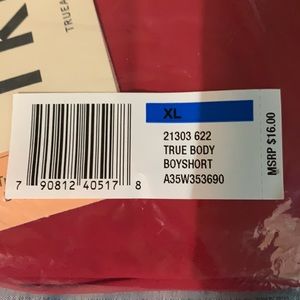 XL
21303 622
TRUE BODY
BOYSHORT
A35W353690
7 90812 40517 8
MSRP $16.00